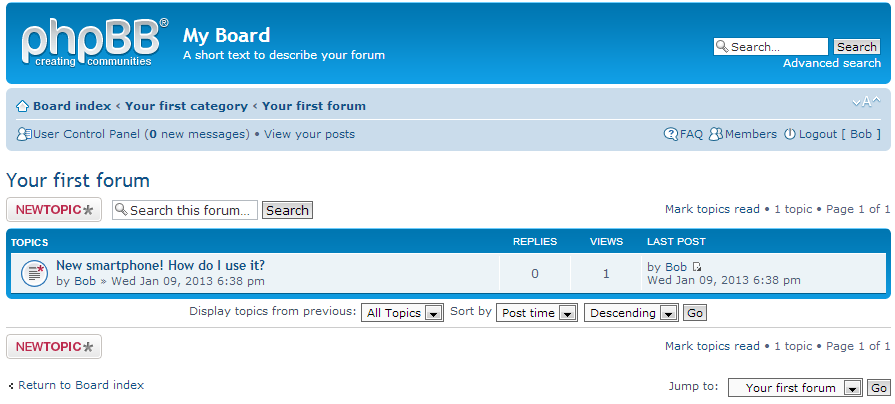 phpBB®
creating communities
My Board
A short text to describe your forum
Search... Search
Advanced search
Board index ‹ Your first category ‹ Your first forum
A
User Control Panel (0 new messages) • View your posts
FAQ Members Logout [ Bob ]
Your first forum
NEWTOPIC* Search this forum... Search
Mark topics read • 1 topic • Page 1 of 1
TOPICS REPLIES VIEWS LAST POST
New smartphone! How do I use it? 0 1 by Bob
by Bob » Wed Jan 09, 2013 6:38 pm Wed Jan 09, 2013 6:38 pm
Display topics from previous: All Topics Sort by Post time Descending Go
NEWTOPIC* Mark topics read • 1 topic • Page 1 of 1
Return to Board index Jump to: Your first forum Go